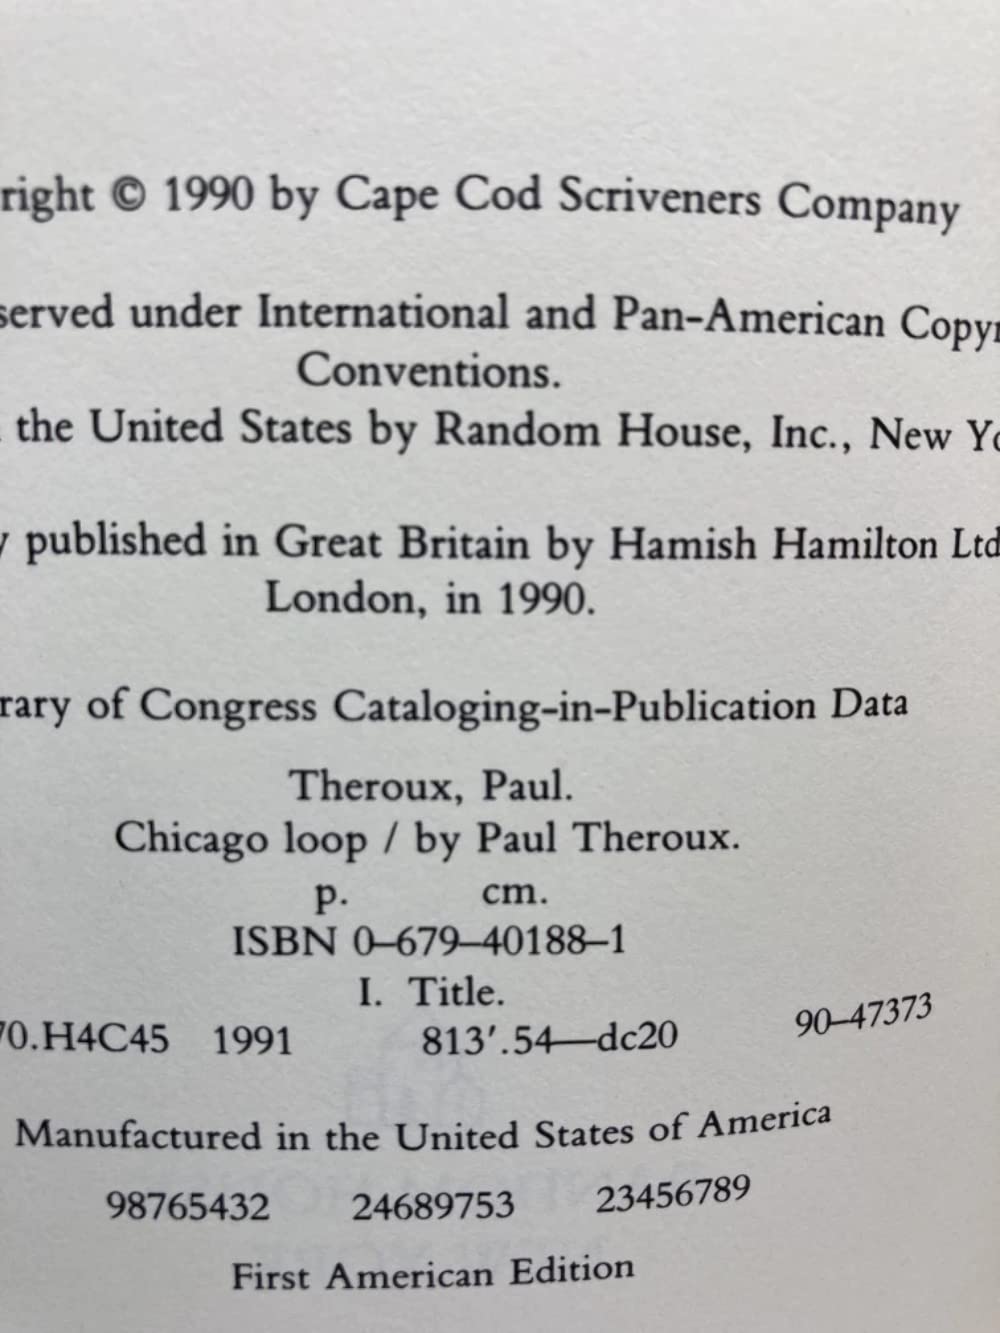 right © 1990 by Cape Cod Scriveners Company
served under International and Pan-American Copyr
Conventions.
the United States by Random House, Inc., New Yo
y published in Great Britain by Hamish Hamilton Ltd
London, in 1990.
rary of Congress Cataloging-in-Publication Data
Theroux, Paul.
Chicago loop / by Paul Theroux.
p. cm.
ISBN 0–679–40188–1
I. Title.
70.H4C45 1991 813′.54—dc20 90–47373
Manufactured in the United States of America
98765432 24689753 23456789
First American Edition